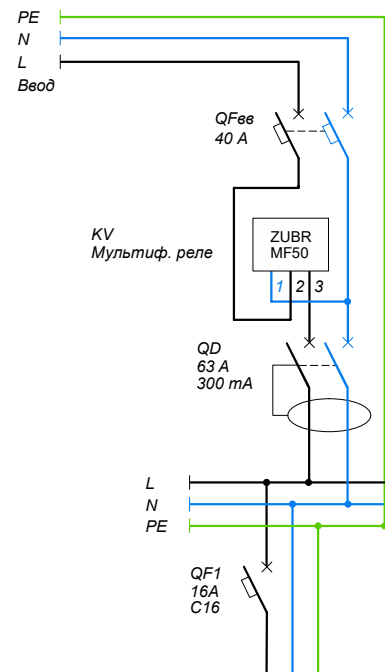 PE
N
L
Ввод
QFвв
40 A
KV
Мультиф. реле
ZUBR
MF50
1 2 3
QD
63 A
300 mA
L
N
PE
QF1
16A
C16